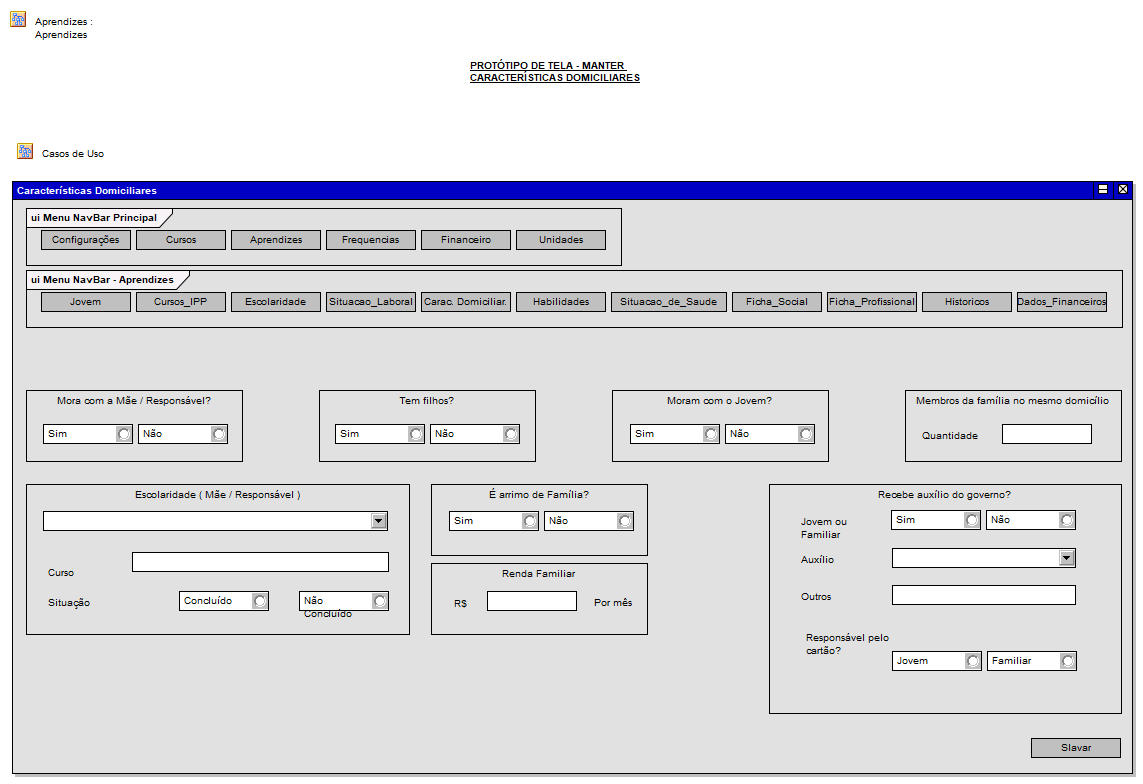 Aprendizes :
Aprendizes
PROTÓTIPO DE TELA - MANTER
CARACTERÍSTICAS DOMICILIARES
Casos de Uso
Características Domiciliares
ui Menu NavBar Principal
Configurações Cursos Aprendizes Frequencias Financeiro Unidades
ui Menu NavBar - Aprendizes
Jovem Cursos_IPP Escolaridade Situacao_Laboral Carac. Domiciliar. Habilidades Situacao_de_Saude Ficha_Social Ficha_Profissional Historicos Dados_Financeiros
Mora com a Mãe / Responsável?
Sim Não
Tem filhos?
Sim Não
Moram com o Jovem?
Sim Não
Membros da família no mesmo domicílio
Quantidade
Escolaridade ( Mãe / Responsável )
Curso
Situação
Concluído
Não
Concluído
É arrimo de Família?
Sim Não
Renda Familiar
R$ Por mês
Recebe auxílio do governo?
Jovem ou
Familiar
Sim Não
Auxílio
Outros
Responsável pelo
cartão?
Jovem Familiar
Slavar